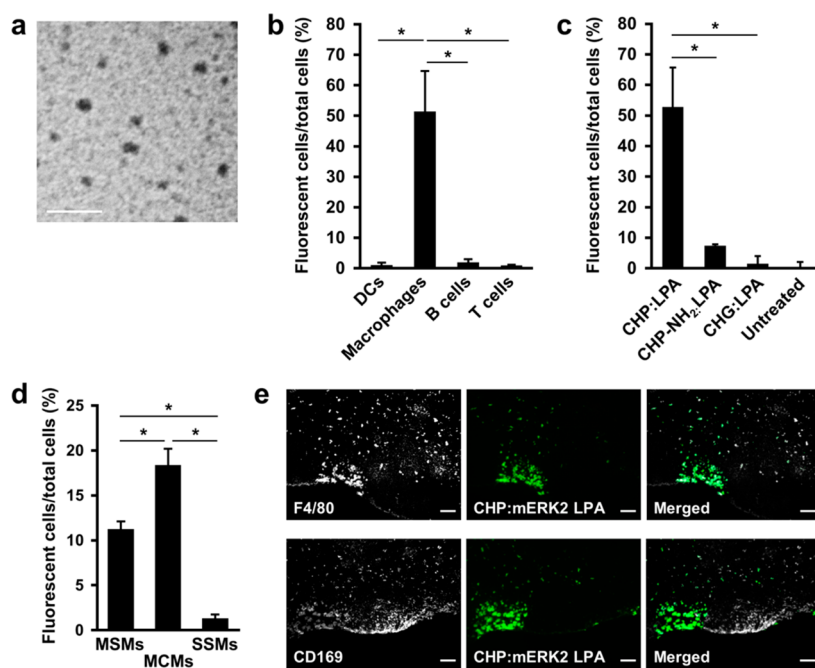 a
b
Fluorescent cells/total cells (%)
80
70
60
50
40
30
20
10
0
*
*
*
DCs
Macrophages
B cells
T cells
c
Fluorescent cells/total cells (%)
80
70
60
50
40
30
20
10
0
*
*
CHP:LPA
CHP-NH2:LPA
CHG:LPA
Untreated
d
Fluorescent cells/total cells (%)
25
20
15
10
5
0
*
*
*
MSMs
MCMs
SSMs
e
F4/80
CHP:mERK2 LPA
Merged
CD169
CHP:mERK2 LPA
Merged